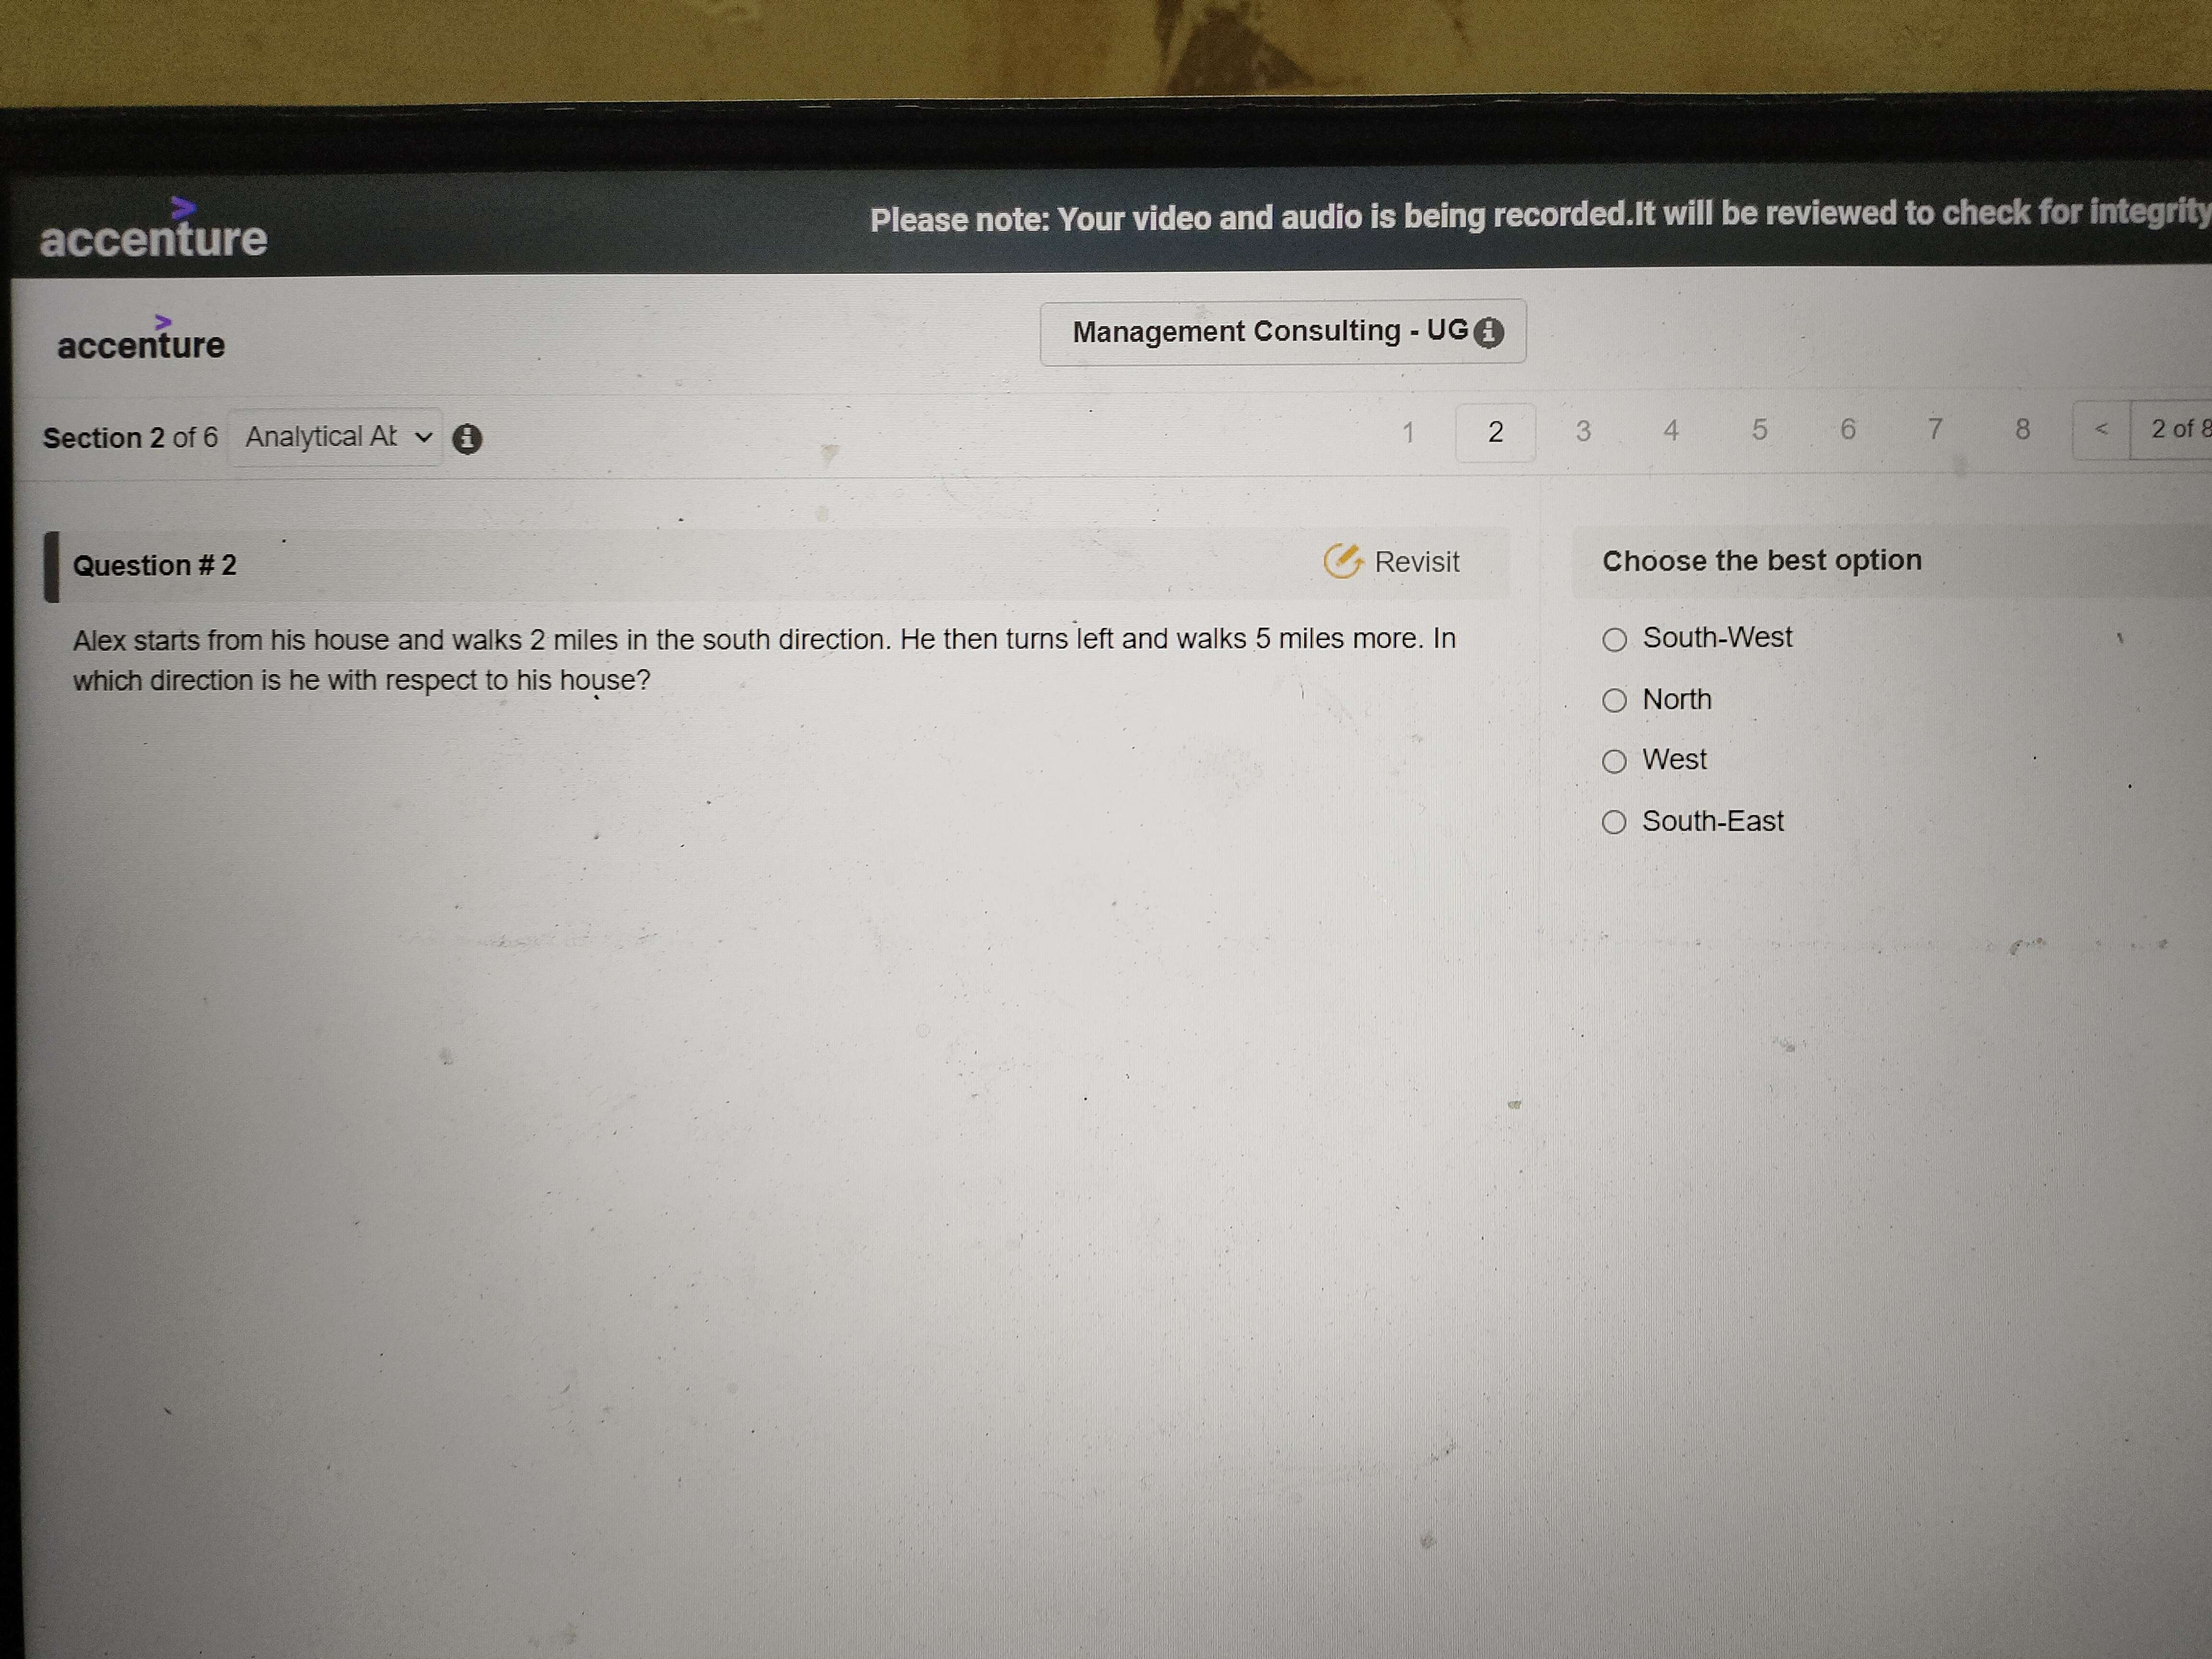 accenture
Please note: Your video and audio is being recorded.It will be reviewed to check for integrity
accenture
Management Consulting - UG
Section 2 of 6 Analytical Ab
1 2 3 4 5 6 7 8 < 2 of 8
Question # 2
Revisit
Alex starts from his house and walks 2 miles in the south direction. He then turns left and walks 5 miles more. In
which direction is he with respect to his house?
Choose the best option
South-West
North
West
South-East